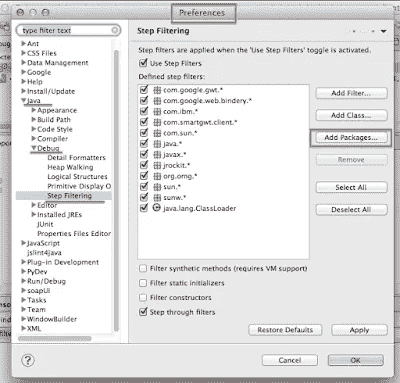 Preferences
type filter text
Ant
CSS Files
Data Management
Google
Help
Install/Update
Java
Appearance
Build Path
Code Style
Compiler
Debug
Detail Formatters
Heap Walking
Logical Structures
Primitive Display O
Step Filtering
Editor
Installed JREs
JUnit
Properties Files Editor
JavaScript
jslint4java
Plug-in Development
PyDev
Run/Debug
soapUI
Tasks
Team
WindowBuilder
XML
Step Filtering
Step filters are applied when the 'Use Step Filters' toggle is activated.
Use Step Filters
Defined step filters:
com.google.gwt.*
com.google.web.bindery.*
com.ibm.*
com.smartgwt.client.*
com.sun.*
java.*
javax.*
jrockit.*
org.omg.*
sun.*
sunw.*
java.lang.ClassLoader
Add Filter...
Add Class...
Add Packages...
Remove
Select All
Deselect All
Filter synthetic methods (requires VM support)
Filter static initializers
Filter constructors
Step through filters
Restore Defaults
Apply
?
Cancel
OK